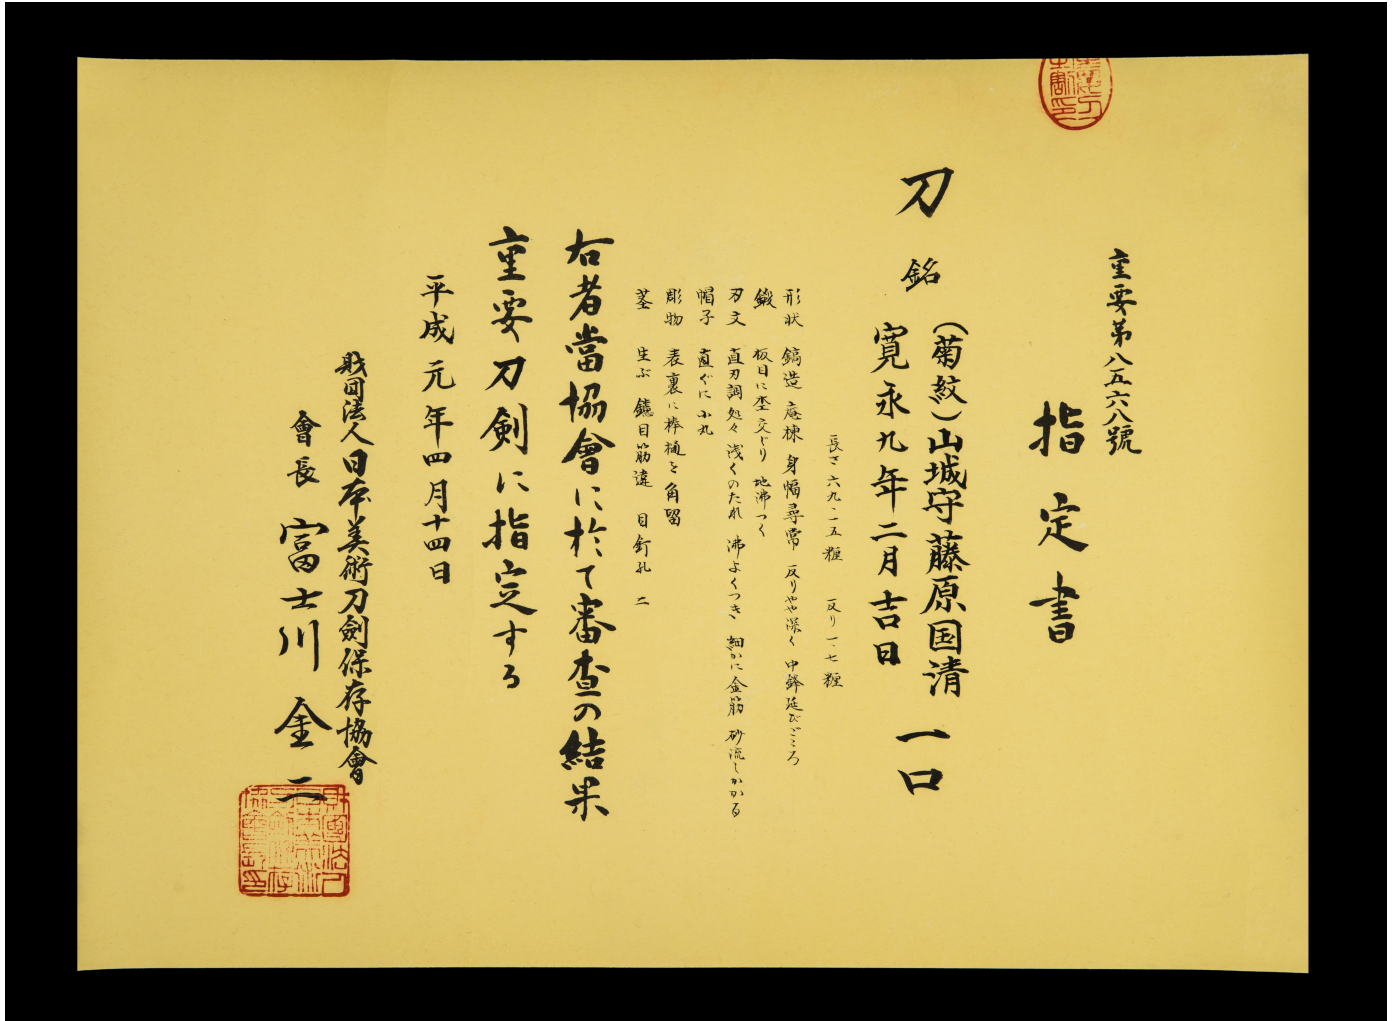 重要第八五六八號
指定書
刀 銘 (菊紋)山城守藤原国清 一口
寛永九年二月吉日
長さ 六九・一五糎 反り 一・七糎
形状 鎬造 庵棟 身幅尋常 反りやや深く 中鋒延びごころ
鍛 板目に杢交じり 地沸つく
刃文 直刃調 処々浅くのたれ 沸よくつき 細かに金筋 砂流しかかる
帽子 直ぐに小丸
彫物 表裏に棒樋を角留
茎 生ぶ 鑢目筋違 目釘孔 二
右者當協會に於て審査の結果
重要刀剣に指定する
平成元年四月十四日
財団法人日本美術刀劍保存協會
會長 富士川金二